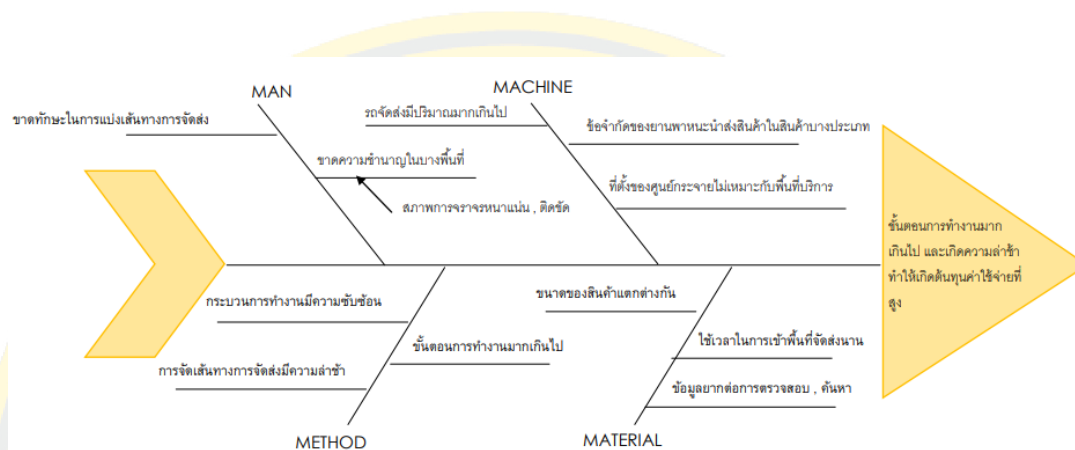 MAN
MACHINE
ขาดทักษะในการแบ่งเส้นทางการจัดส่ง
รถจัดส่งมีปริมาณมากเกินไป
ข้อจำกัดของยานพาหนะนำส่งสินค้าในสินค้าบางประเภท
ขาดความชำนาญในบางพื้นที่
ที่ตั้งของศูนย์กระจายไม่เหมาะกับพื้นที่บริการ
สภาพการจราจรหนาแน่น , ติดขัด
ขั้นตอนการทำงานมาก
เกินไป และเกิดความล่าช้า
ทำให้เกิดต้นทุนค่าใช้จ่ายที่
สูง
กระบวนการทำงานมีความซับซ้อน
ขนาดของสินค้าแตกต่างกัน
ขั้นตอนการทำงานมากเกินไป
ใช้เวลาในการเข้าพื้นที่จัดส่งนาน
การจัดเส้นทางการจัดส่งมีความล่าช้า
ข้อมูลยากต่อการตรวจสอบ , ค้นหา
METHOD
MATERIAL